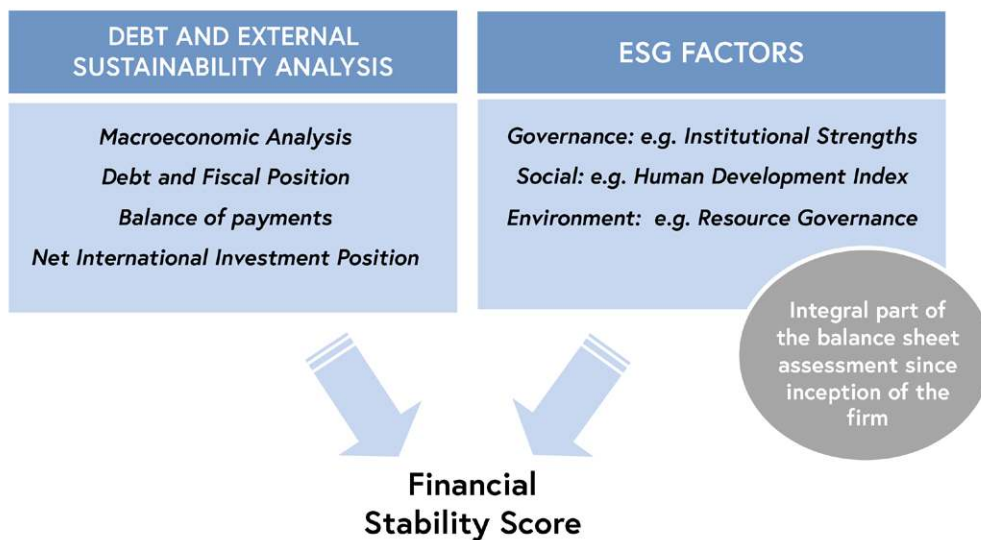 DEBT AND EXTERNAL
SUSTAINABILITY ANALYSIS
Macroeconomic Analysis
Debt and Fiscal Position
Balance of payments
Net International Investment Position
ESG FACTORS
Governance: e.g. Institutional Strengths
Social: e.g. Human Development Index
Environment: e.g. Resource Governance
Integral part of
the balance sheet
assessment since
inception of the
firm
Financial
Stability Score